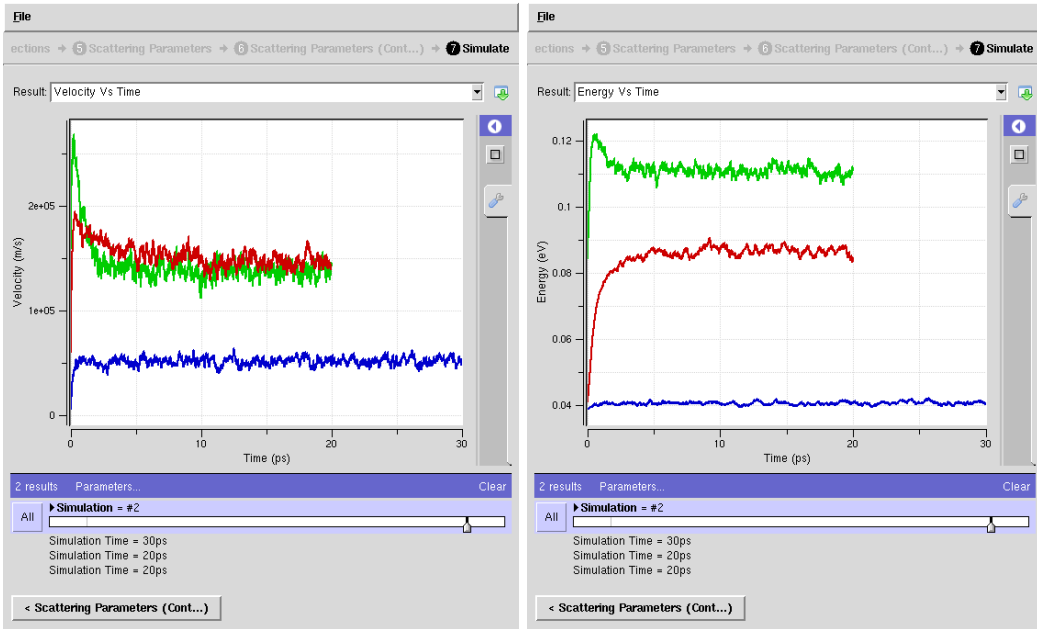 File
ections → 5 Scattering Parameters → 6 Scattering Parameters (Cont...) → 7 Simulate
Result: Velocity Vs Time
Velocity (m/s)
2e+05
1e+05
0
0 10 20 30
Time (ps)
2 results Parameters... Clear
All
Simulation = #2
Simulation Time = 30ps
Simulation Time = 20ps
Simulation Time = 20ps
< Scattering Parameters (Cont...)
File
ections → 5 Scattering Parameters → 6 Scattering Parameters (Cont...) → 7 Simulate
Result: Energy Vs Time
Energy (eV)
0.12
0.1
0.08
0.06
0.04
0 10 20 30
Time (ps)
2 results Parameters... Clear
All
Simulation = #2
Simulation Time = 30ps
Simulation Time = 20ps
Simulation Time = 20ps
< Scattering Parameters (Cont...)